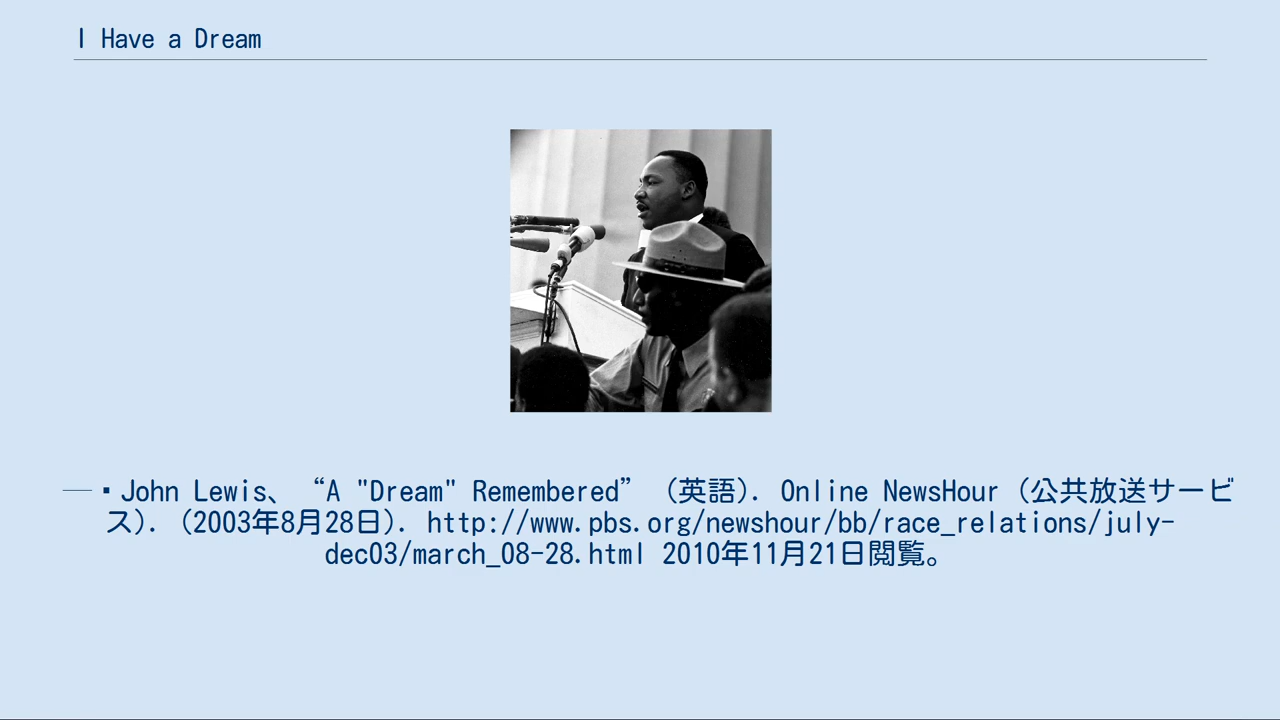 I Have a Dream
▪ John Lewis、 “A "Dream" Remembered” (英語). Online NewsHour (公共放送サービ
ス). (2003年8月28日). http://www.pbs.org/newshour/bb/race_relations/july-
dec03/march_08-28.html 2010年11月21日閲覧。